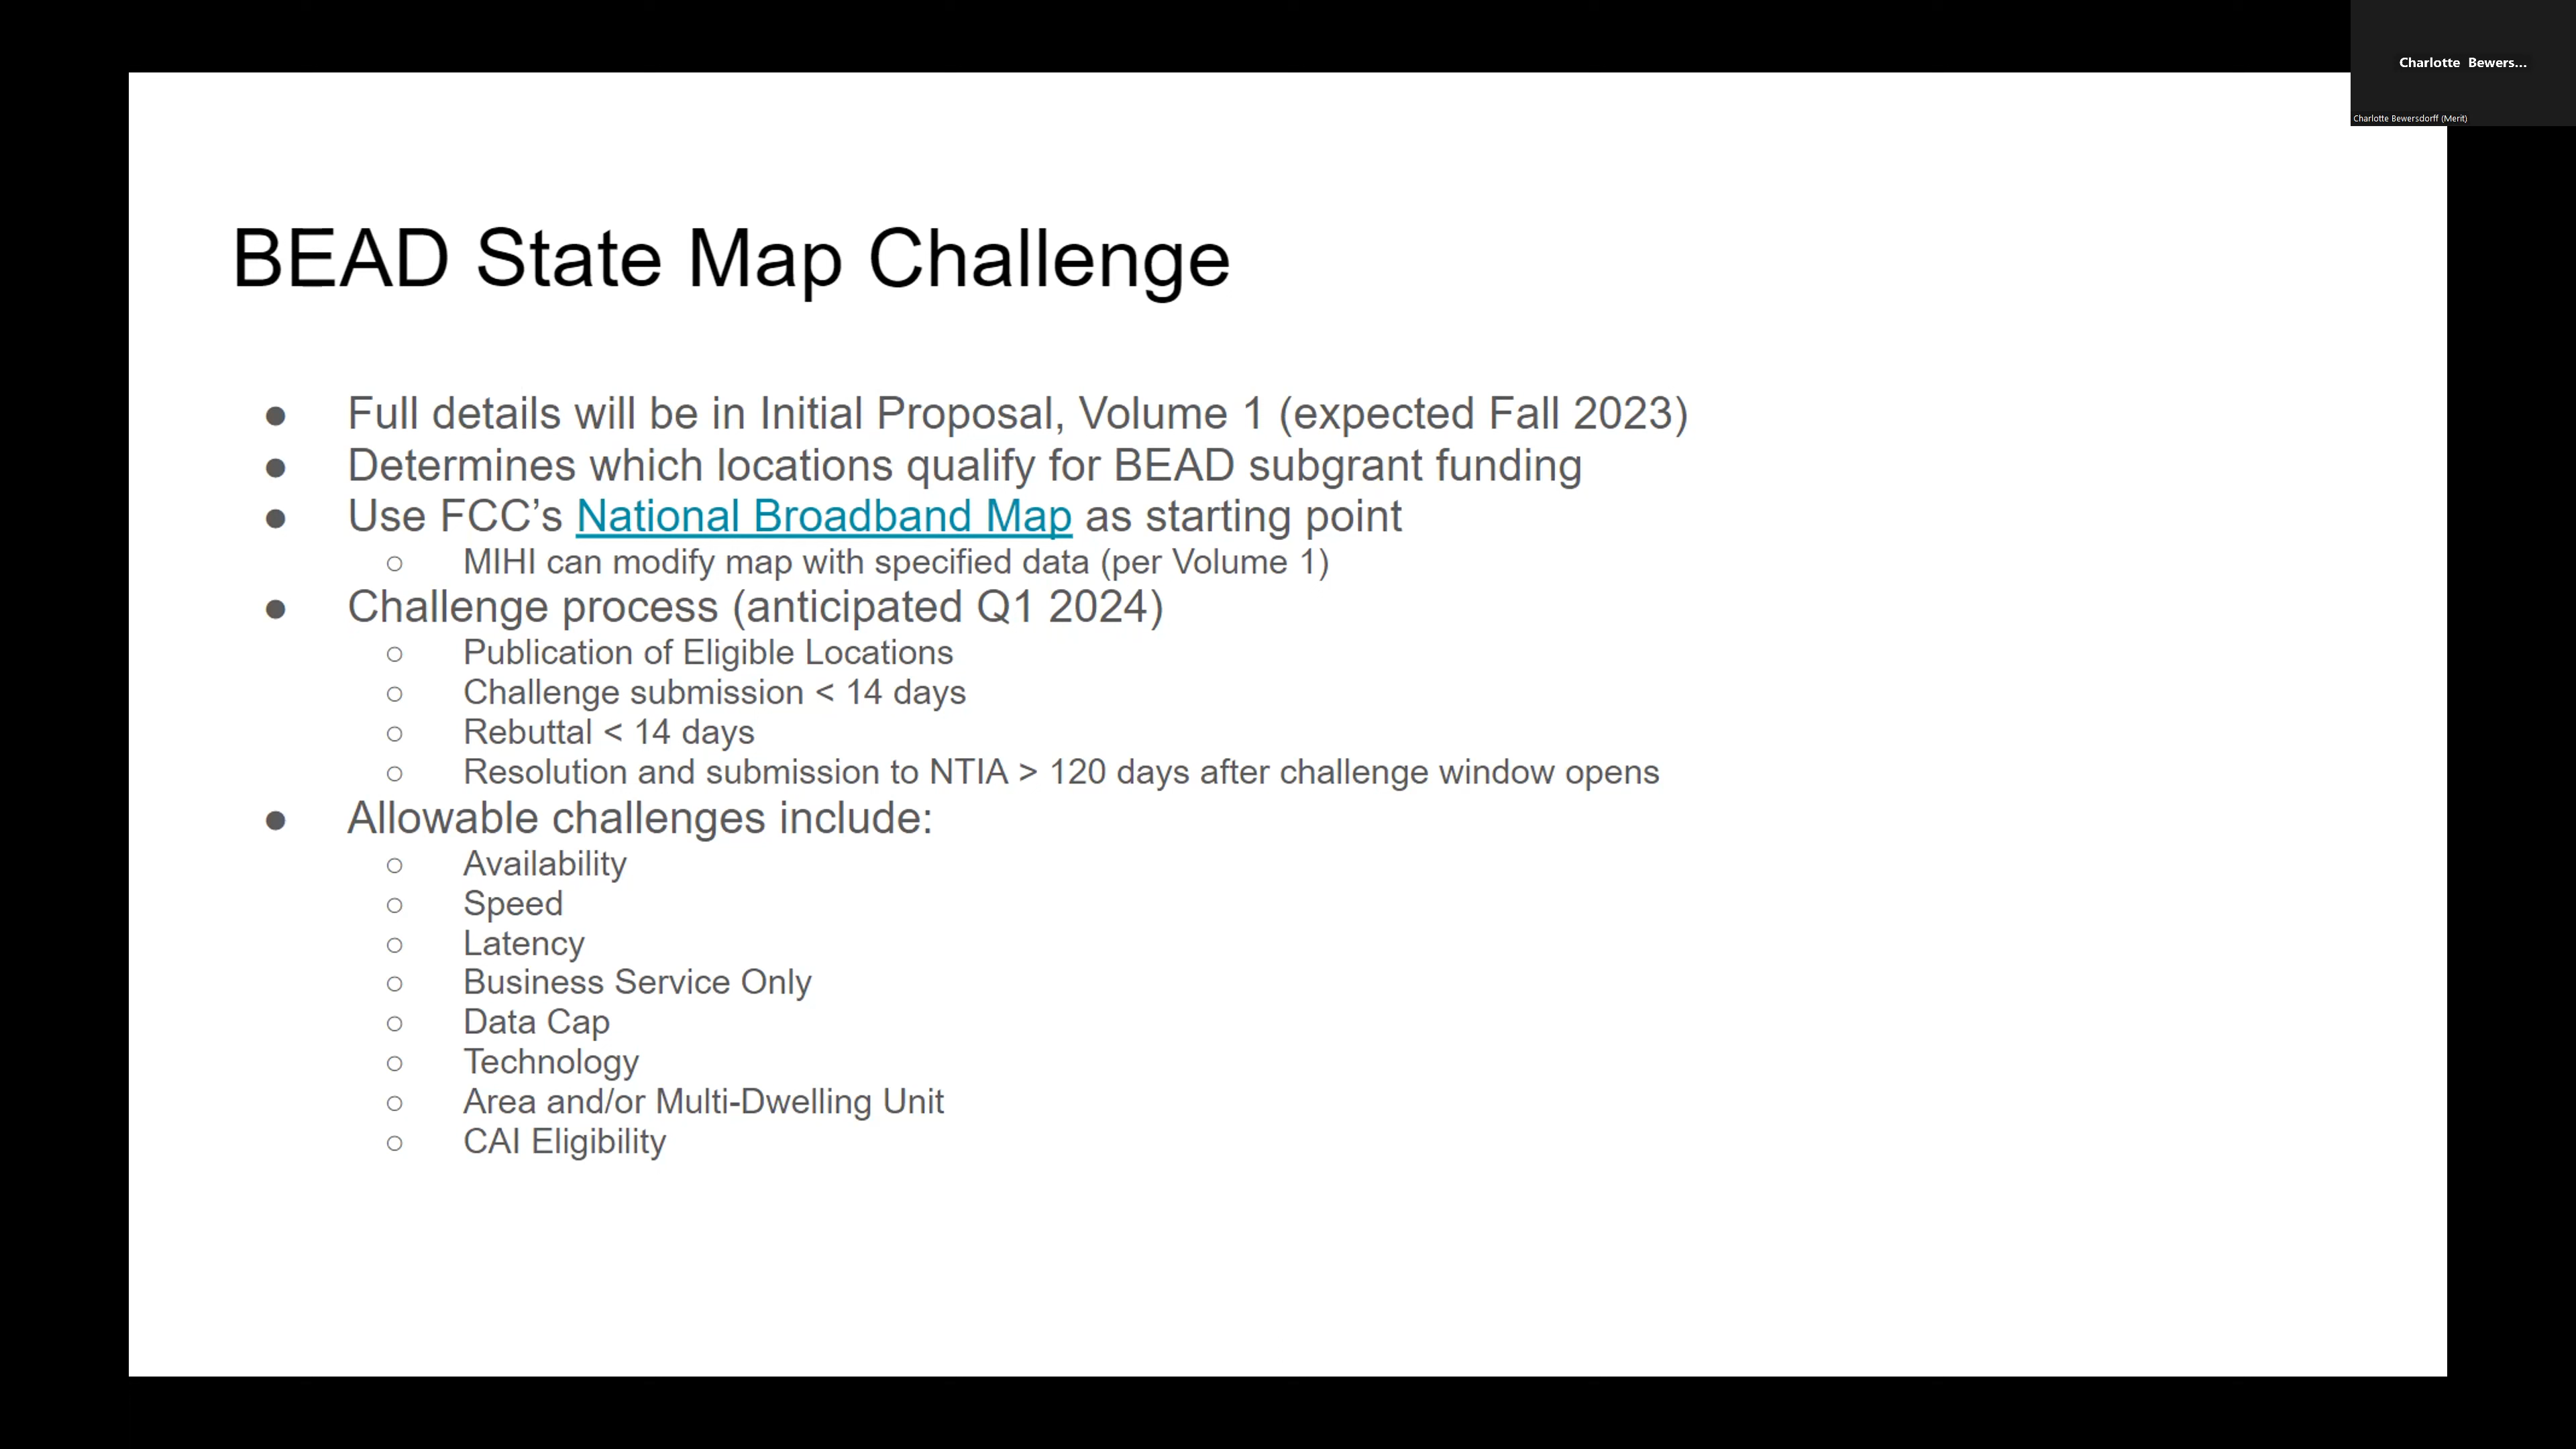 Charlotte Bewers...
Charlotte Bewersdorff (Merit)
BEAD State Map Challenge
● Full details will be in Initial Proposal, Volume 1 (expected Fall 2023)
● Determines which locations qualify for BEAD subgrant funding
● Use FCC’s National Broadband Map as starting point
○ MIHI can modify map with specified data (per Volume 1)
● Challenge process (anticipated Q1 2024)
○ Publication of Eligible Locations
○ Challenge submission < 14 days
○ Rebuttal < 14 days
○ Resolution and submission to NTIA > 120 days after challenge window opens
● Allowable challenges include:
○ Availability
○ Speed
○ Latency
○ Business Service Only
○ Data Cap
○ Technology
○ Area and/or Multi-Dwelling Unit
○ CAI Eligibility